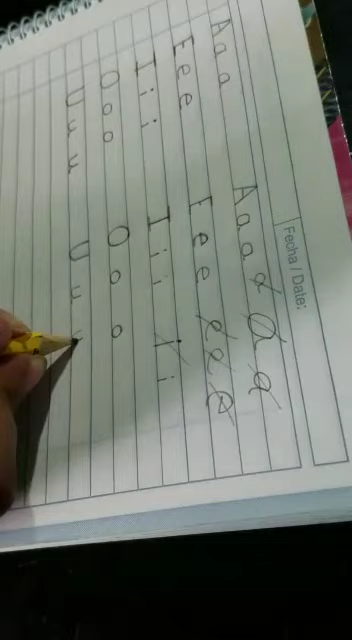 Fecha / Date:
A a a A a a
E e e E e e
I i i I i i i
O o o O o o
U u u U u